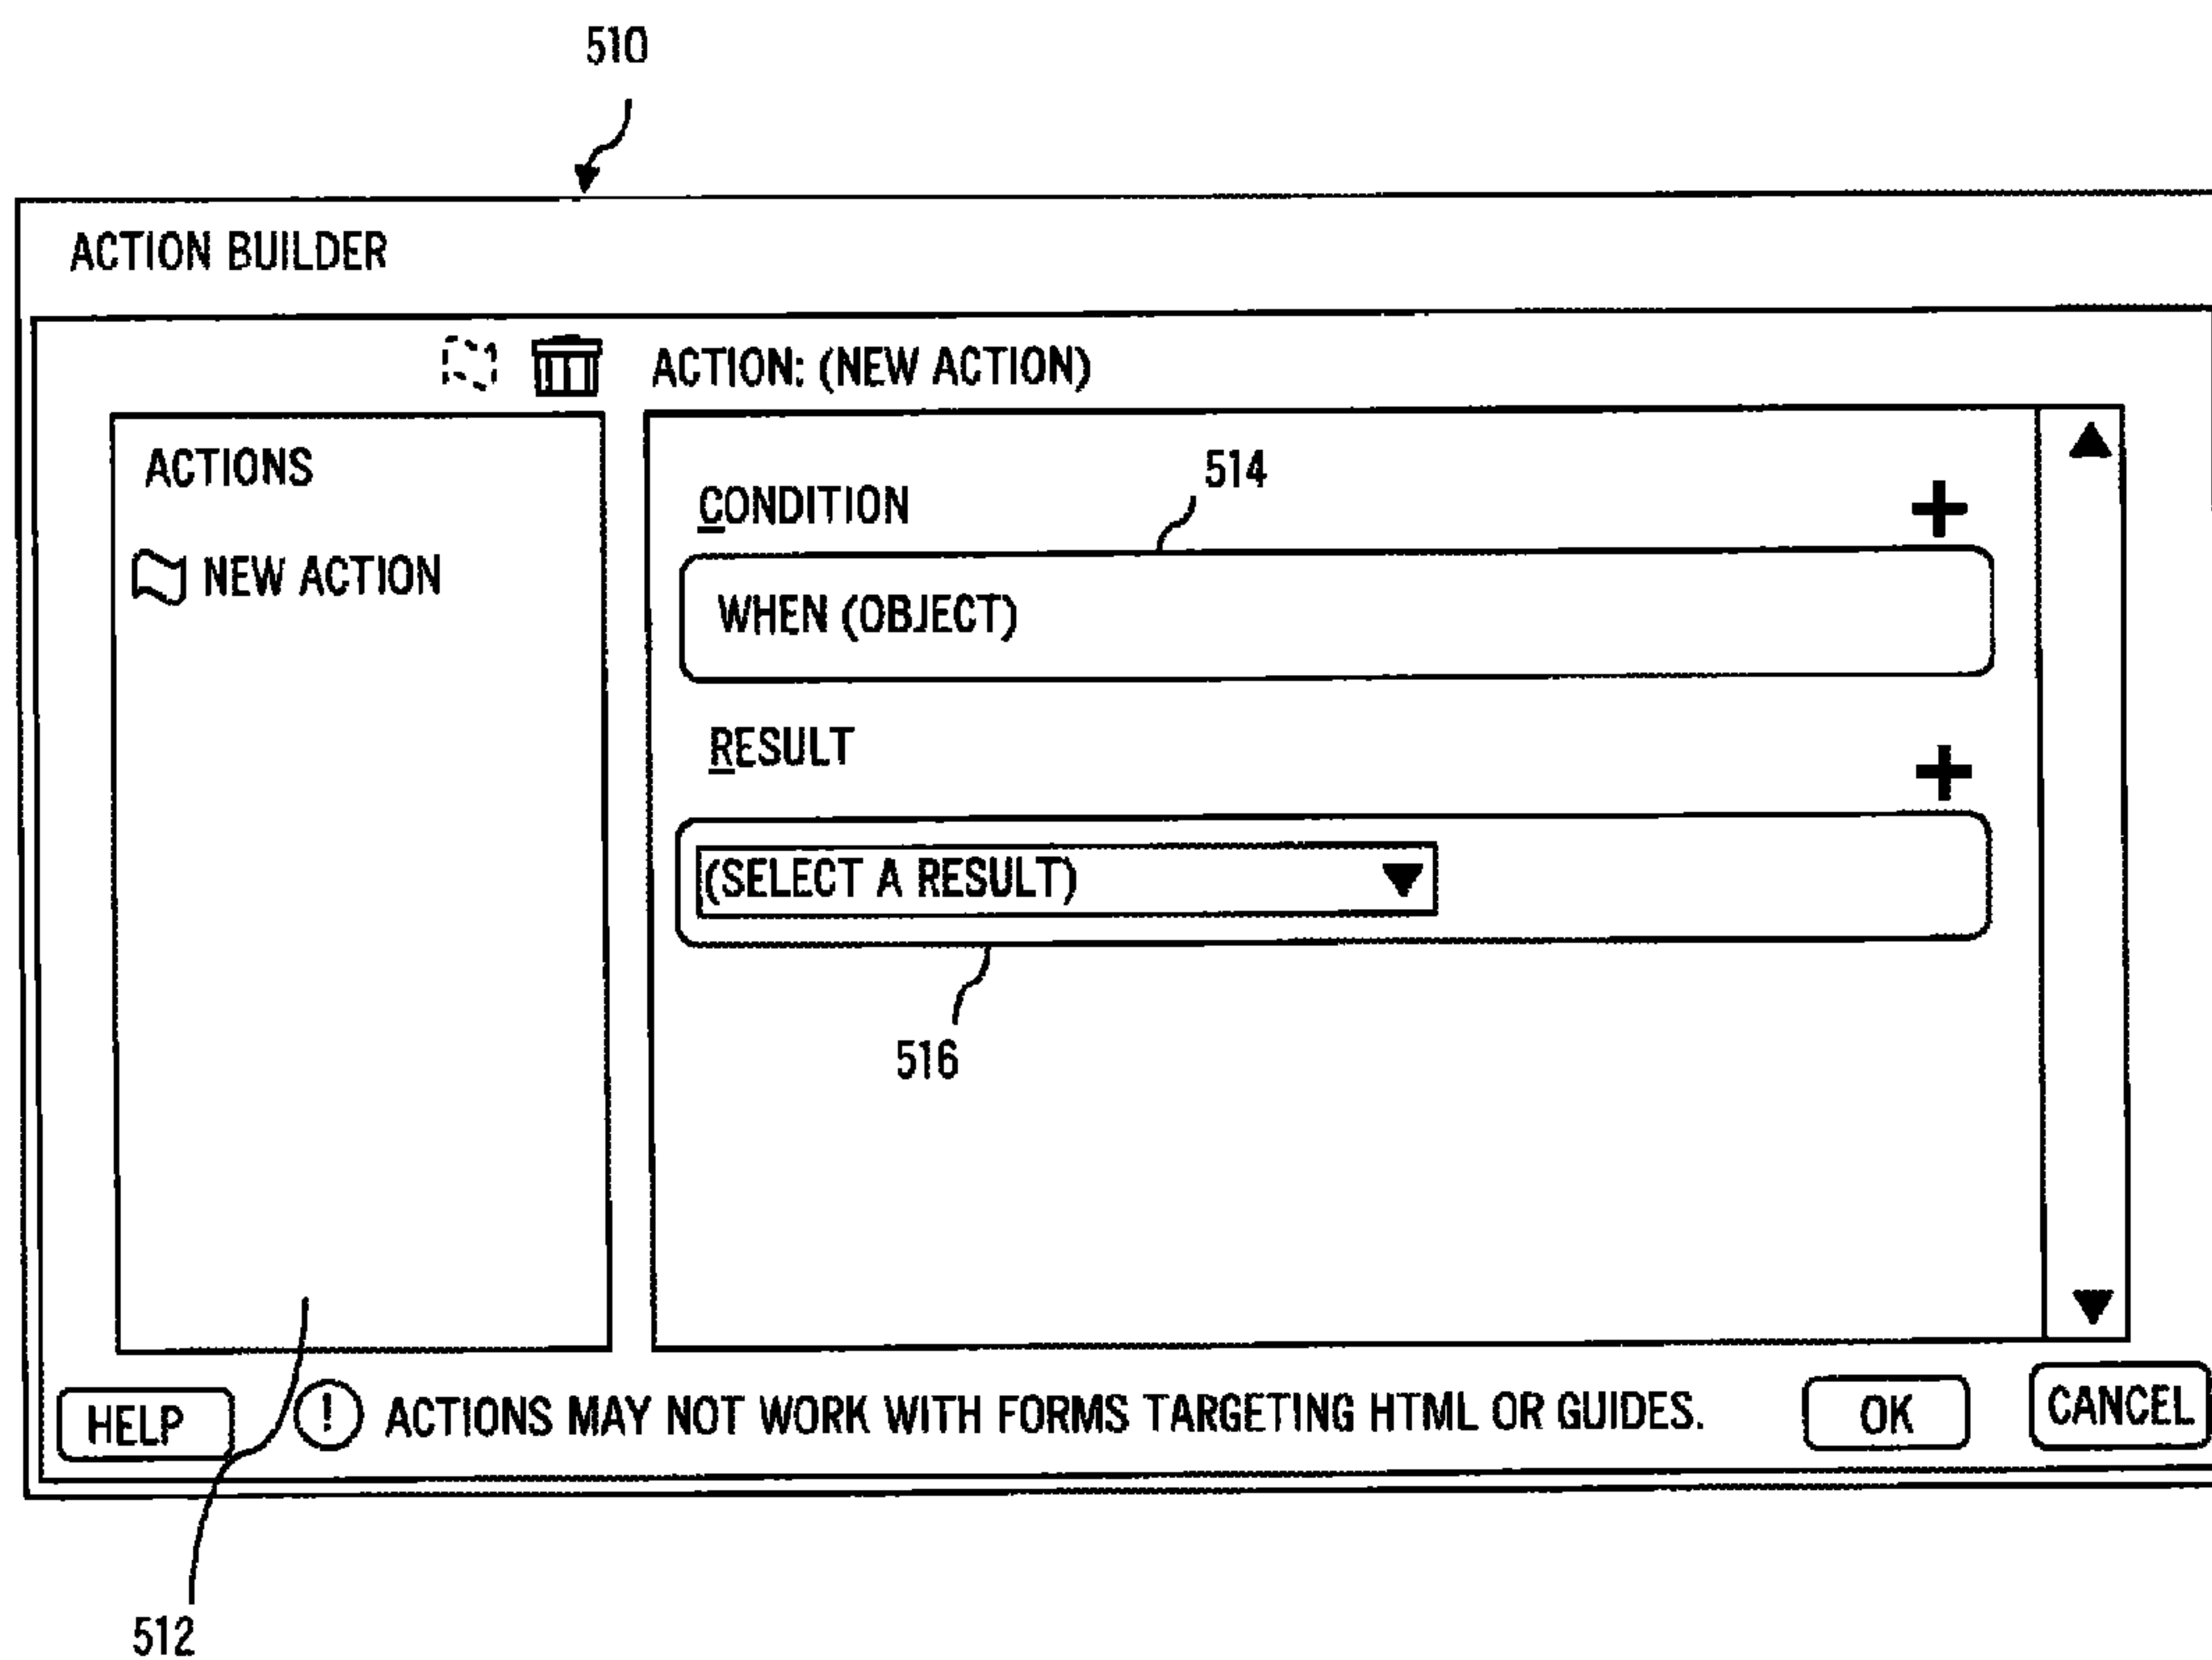 510
ACTION BUILDER
ACTION: (NEW ACTION)
ACTIONS
NEW ACTION
CONDITION
514
+
WHEN (OBJECT)
RESULT
+
(SELECT A RESULT)
516
HELP
! ACTIONS MAY NOT WORK WITH FORMS TARGETING HTML OR GUIDES.
OK
CANCEL
512